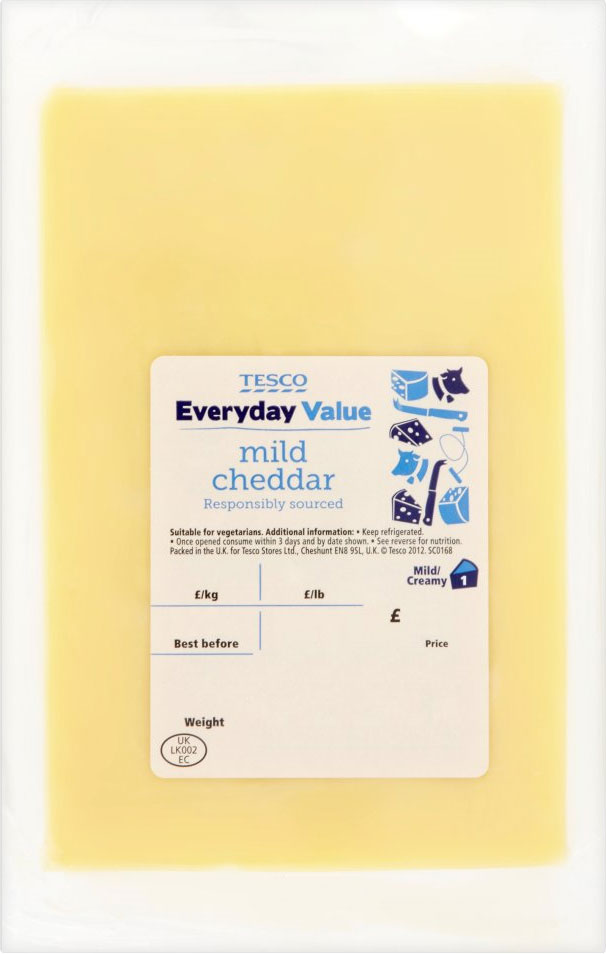 TESCO
Everyday Value
mild
cheddar
Responsibly sourced
Suitable for vegetarians. Additional information: • Keep refrigerated.
• Once opened consume within 3 days and by date shown. • See reverse for nutrition.
Packed in the U.K. for Tesco Stores Ltd., Cheshunt EN8 9SL, U.K. © Tesco 2012. SC0168
Mild/
Creamy 1
£/kg £/lb
£
Best before Price
Weight
UK
LK002
EC